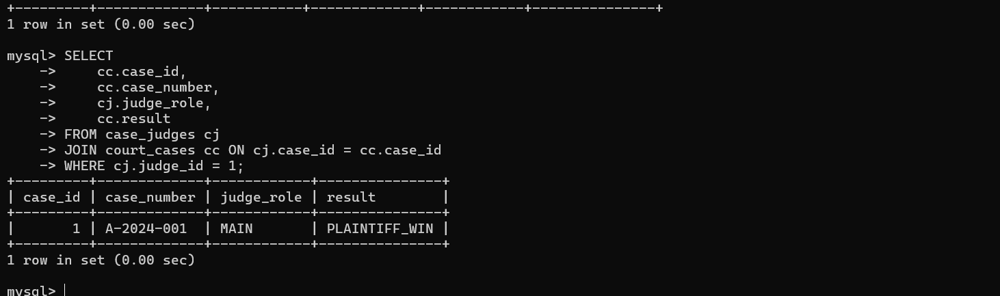 +---------+-------------+-----------+-------------+------------+---------------+
1 row in set (0.00 sec)
mysql> SELECT
    ->     cc.case_id,
    ->     cc.case_number,
    ->     cj.judge_role,
    ->     cc.result
    -> FROM case_judges cj
    -> JOIN court_cases cc ON cj.case_id = cc.case_id
    -> WHERE cj.judge_id = 1;
+---------+-------------+------------+---------------+
| case_id | case_number | judge_role | result        |
+---------+-------------+------------+---------------+
|       1 | A-2024-001  | MAIN       | PLAINTIFF_WIN |
+---------+-------------+------------+---------------+
1 row in set (0.00 sec)
mysql>